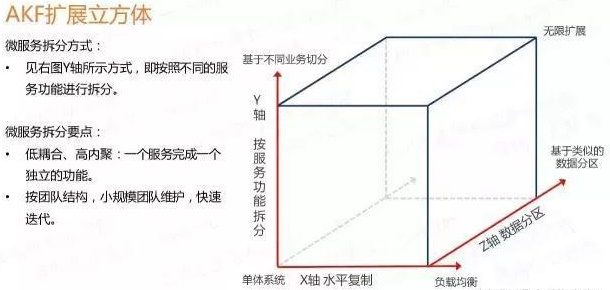 AKF扩展立方体
微服务拆分方式：
• 见右图Y轴所示方式，即按照不同的服
务功能进行拆分。
微服务拆分要点：
• 低耦合、高内聚：一个服务完成一个
独立的功能。
• 按团队结构，小规模团队维护，快速
迭代。
基于不同业务切分
无限扩展
Y轴 按服务功能拆分
基于类似的
数据分区
Z轴 数据分区
单体系统
X轴 水平复制
负载均衡